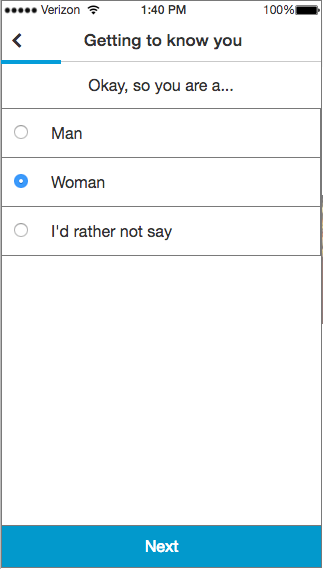 Verizon 1:40 PM 100%
Getting to know you
Okay, so you are a...
Man
Woman
I'd rather not say
Next